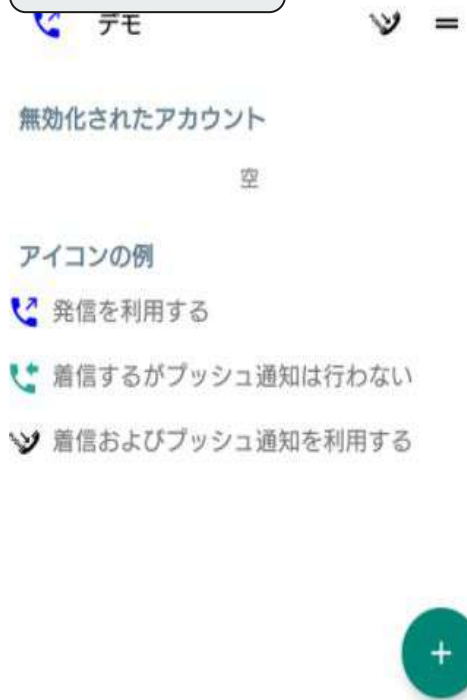 デモ
無効化されたアカウント
空
アイコンの例
発信を利用する
着信するがプッシュ通知は行わない
着信およびプッシュ通知を利用する